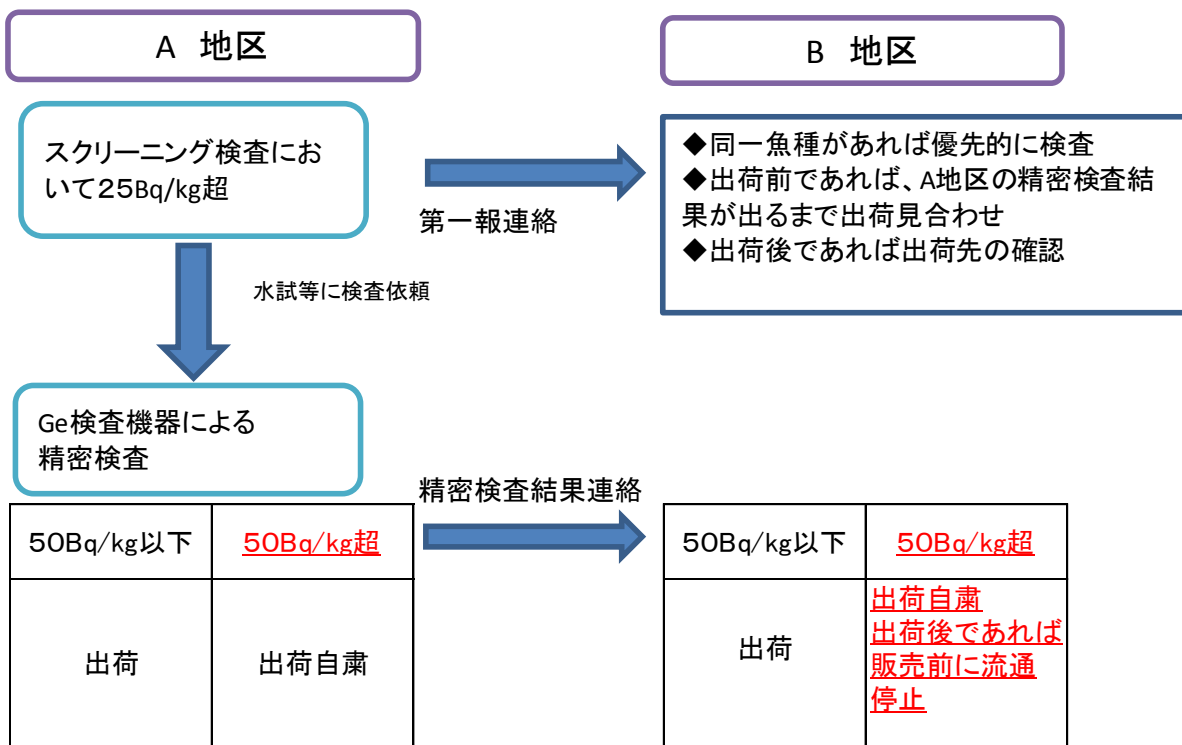 A 地区
B 地区
スクリーニング検査にお
いて25Bq/kg超
第一報連絡
◆同一魚種があれば優先的に検査
◆出荷前であれば、A地区の精密検査結
果が出るまで出荷見合わせ
◆出荷後であれば出荷先の確認
水試等に検査依頼
Ge検査機器による
精密検査
精密検査結果連絡
50Bq/kg以下
50Bq/kg超
出荷
出荷自粛
50Bq/kg以下
50Bq/kg超
出荷
出荷自粛
出荷後であれば
販売前に流通
停止